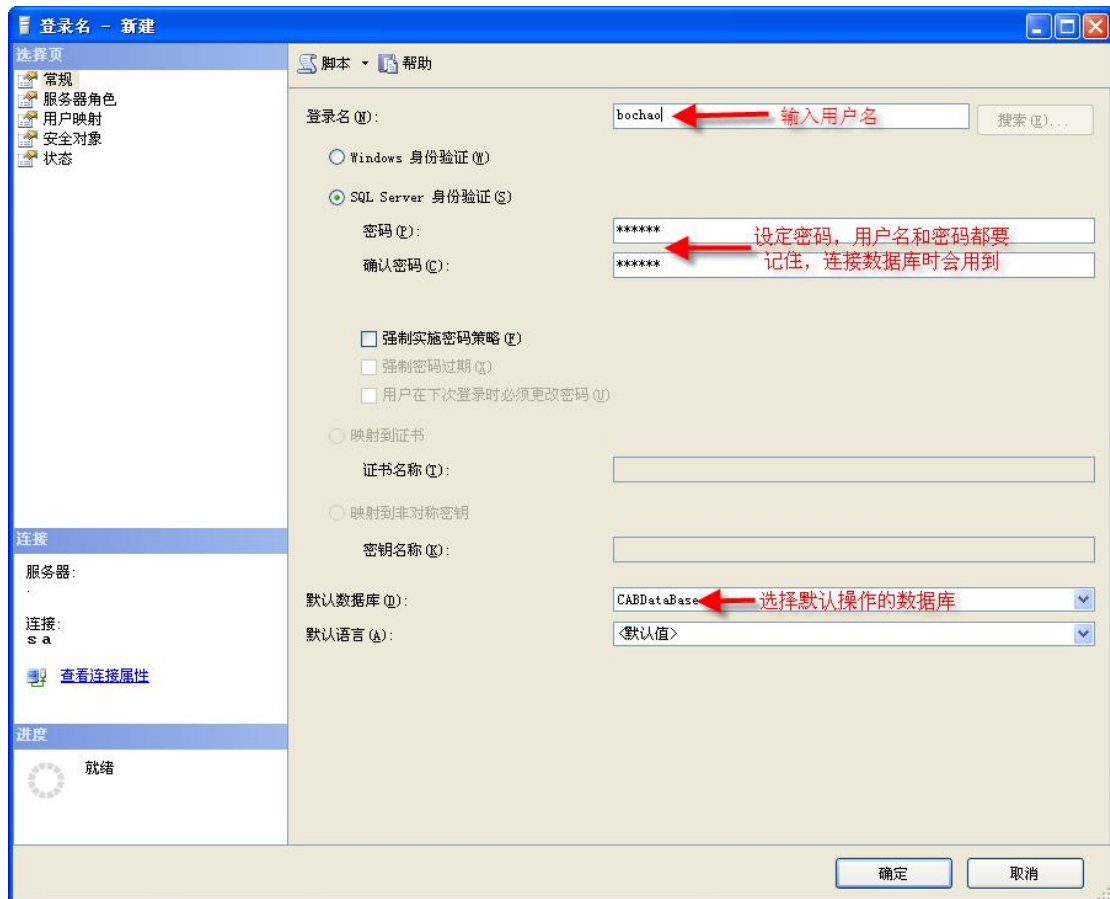 登录名 - 新建
选择页
常规
服务器角色
用户映射
安全对象
状态
脚本 帮助
登录名(N): bochao 输入用户名 搜索(E)...
Windows 身份验证(W)
SQL Server 身份验证(S)
密码(P): ******
设定密码，用户名和密码都要
记住，连接数据库时会用到
确认密码(C): ******
强制实施密码策略(F)
强制密码过期(X)
用户在下次登录时必须更改密码(U)
映射到证书
证书名称(T):
映射到非对称密钥
密钥名称(K):
默认数据库(D): CABDataBase 选择默认操作的数据库
默认语言(A): <默认值>
连接
服务器:
.
连接:
sa
查看连接属性
进度
就绪
确定 取消